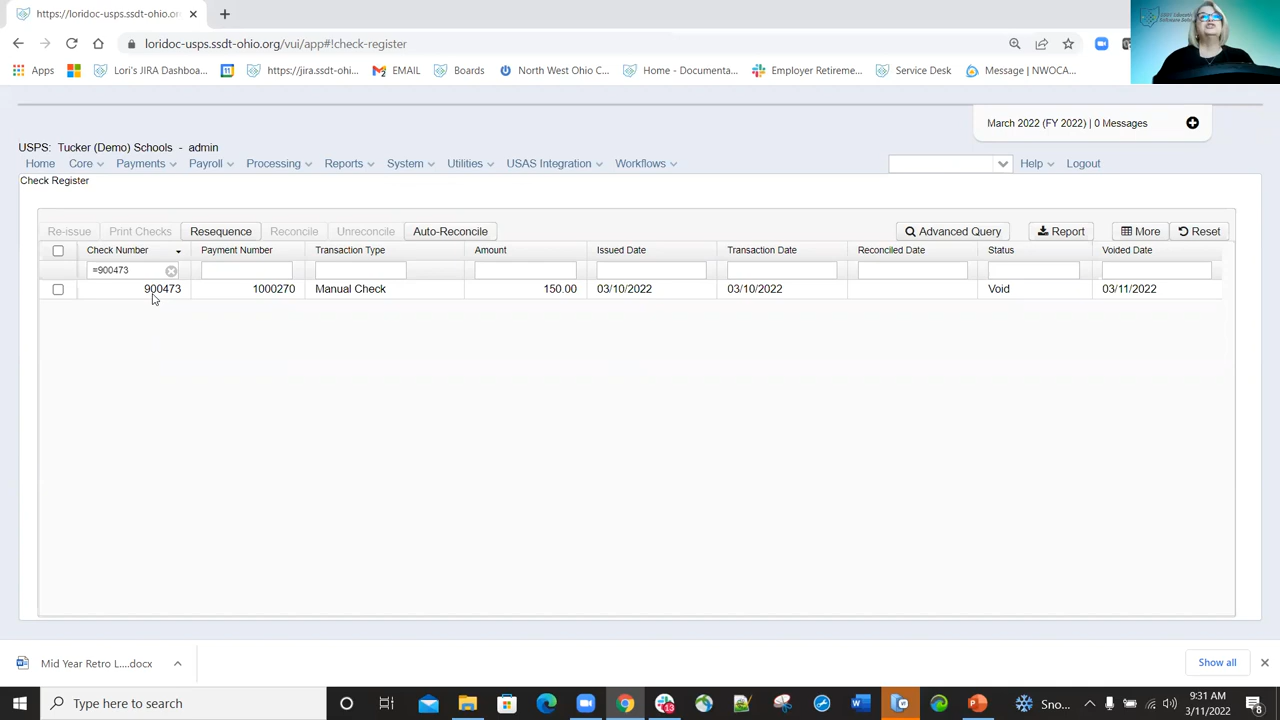 https://loridoc-usps.ssdt-ohio.or
loridoc-usps.ssdt-ohio.org/vui/app#!check-register
Apps
Lori's JIRA Dashboa...
https://jira.ssdt-ohi...
EMAIL
Boards
North West Ohio C...
Home - Documenta...
Employer Retireme...
Service Desk
Message | NWOCA...
March 2022 (FY 2022) | 0 Messages
USPS: Tucker (Demo) Schools - admin
Home Core Payments Payroll Processing Reports System Utilities USAS Integration Workflows Help Logout
Check Register
Re-issue Print Checks Resequence Reconcile Unreconcile Auto-Reconcile Advanced Query Report More Reset
Check Number Payment Number Transaction Type Amount Issued Date Transaction Date Reconciled Date Status Voided Date
=900473
900473 1000270 Manual Check 150.00 03/10/2022 03/10/2022 Void 03/11/2022
Mid Year Retro L....docx
Show all
Type here to search
Sno...
9:31 AM
3/11/2022